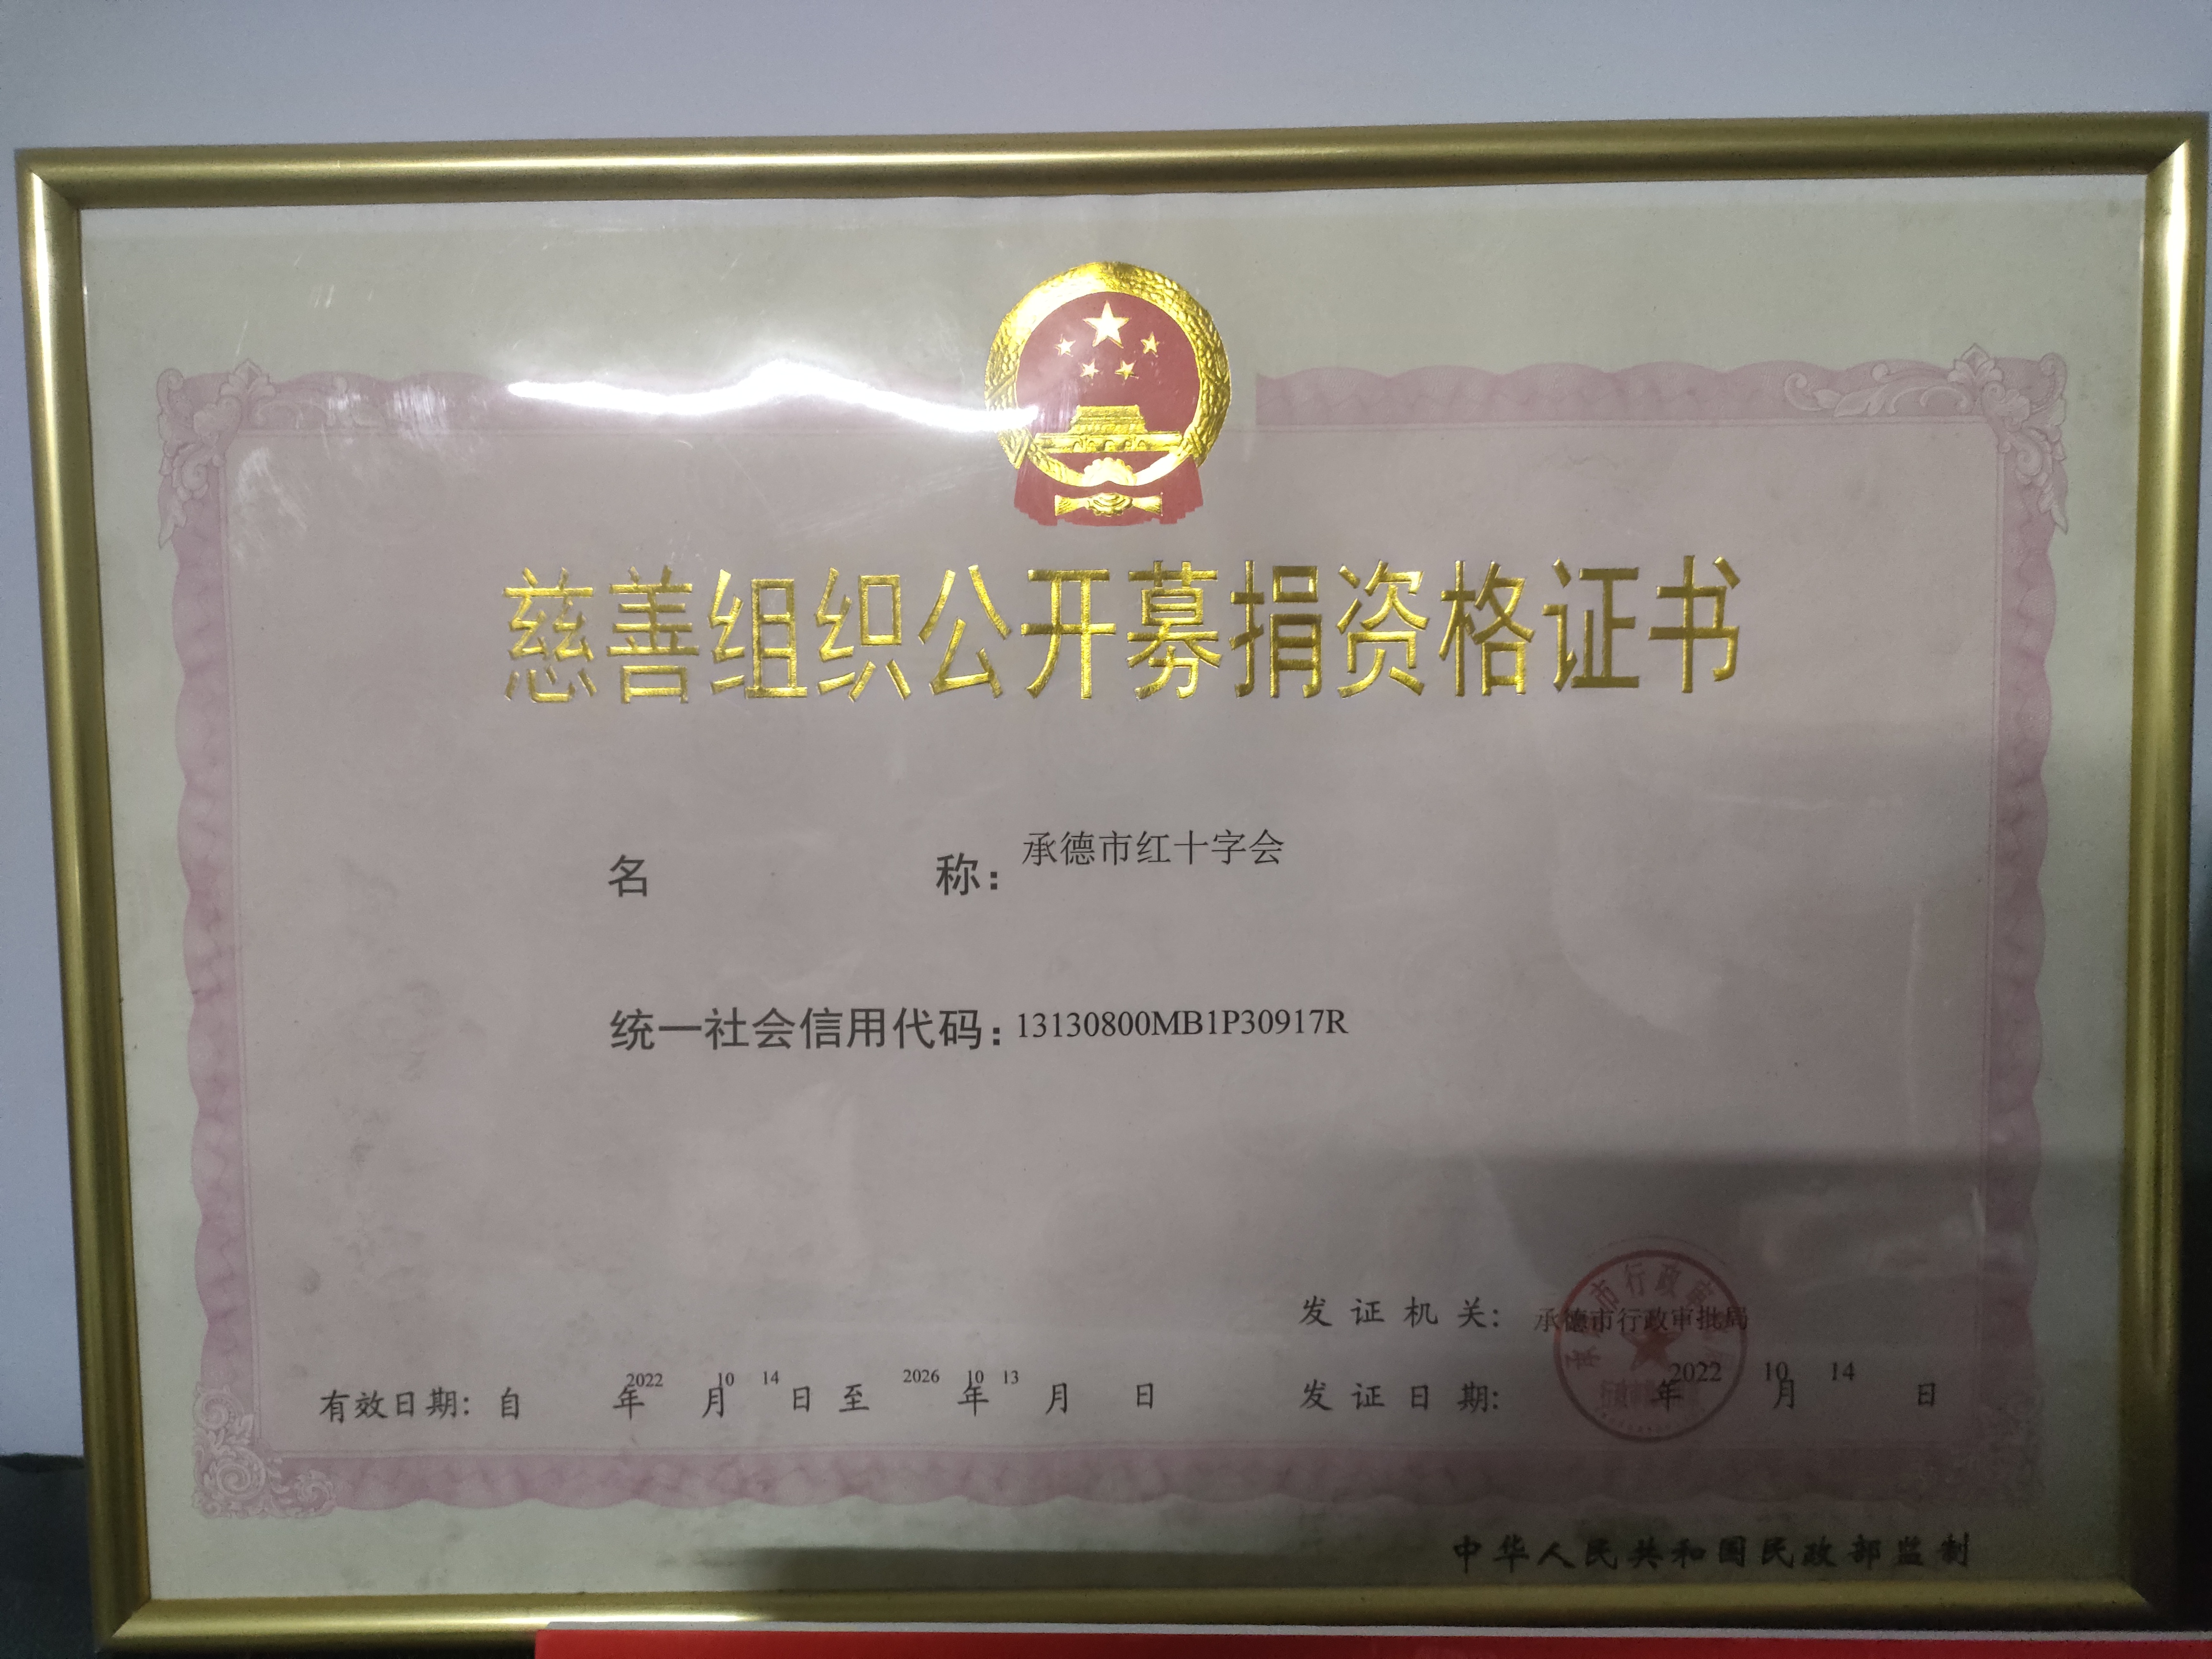 慈善组织公开募捐资格证书
名 称：承德市红十字会
统一社会信用代码：13130800MB1P30917R
发证机关：承德市行政审批局
有效日期：自 2022 年 10 月 14 日 至 2026 年 10 月 13 日
发证日期： 2022 年 10 月 14 日
中华人民共和国民政部监制
市行政审